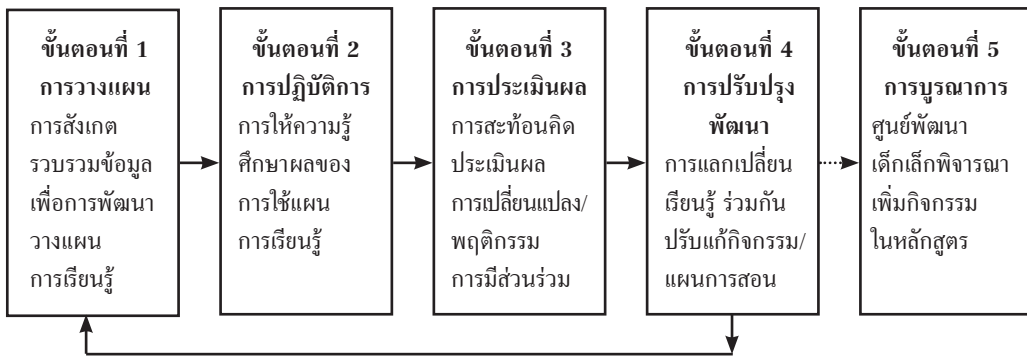 ขั้นตอนที่ 1
การวางแผน
การสังเกต
รวบรวมข้อมูล
เพื่อการพัฒนา
วางแผน
การเรียนรู้
ขั้นตอนที่ 2
การปฏิบัติการ
การให้ความรู้
ศึกษาผลของ
การใช้แผน
การเรียนรู้
ขั้นตอนที่ 3
การประเมินผล
การสะท้อนคิด
ประเมินผล
การเปลี่ยนแปลง/
พฤติกรรม
การมีส่วนร่วม
ขั้นตอนที่ 4
การปรับปรุง
พัฒนา
การแลกเปลี่ยน
เรียนรู้ ร่วมกัน
ปรับแก้กิจกรรม/
แผนการสอน
ขั้นตอนที่ 5
การบูรณาการ
ศูนย์พัฒนา
เด็กเล็กพิจารณา
เพิ่มกิจกรรม
ในหลักสูตร